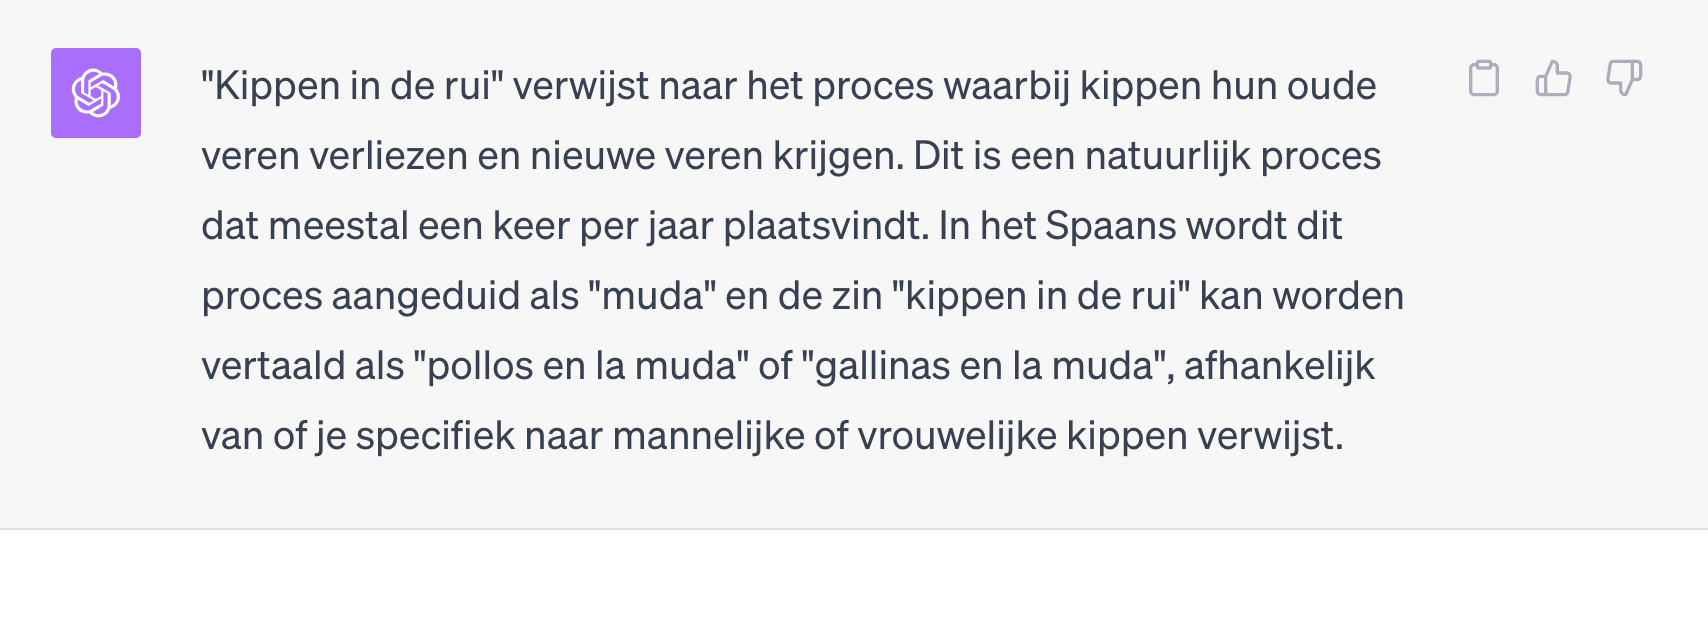 "Kippen in de rui" verwijst naar het proces waarbij kippen hun oude
veren verliezen en nieuwe veren krijgen. Dit is een natuurlijk proces
dat meestal een keer per jaar plaatsvindt. In het Spaans wordt dit
proces aangeduid als "muda" en de zin "kippen in de rui" kan worden
vertaald als "pollos en la muda" of "gallinas en la muda", afhankelijk
van of je specifiek naar mannelijke of vrouwelijke kippen verwijst.